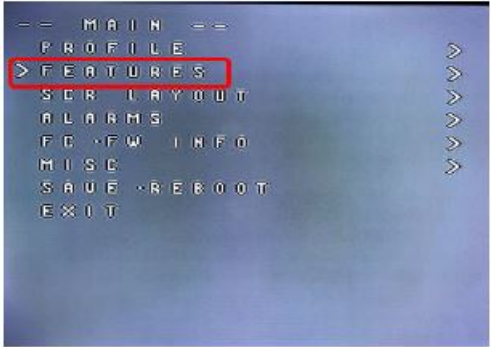 -- MAIN --
PROFILE >
> FEATURES >
SCR LAYOUT >
ALARMS >
FC -FW INFO >
MISC >
SAVE -REBOOT
EXIT